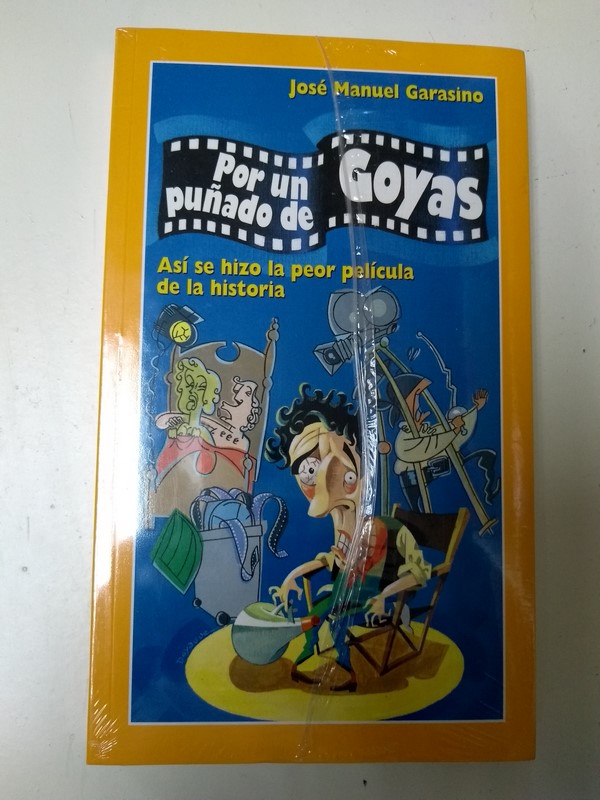 José Manuel Garasino
Por un
puñado de
Goyas
Así se hizo la peor película
de la historia